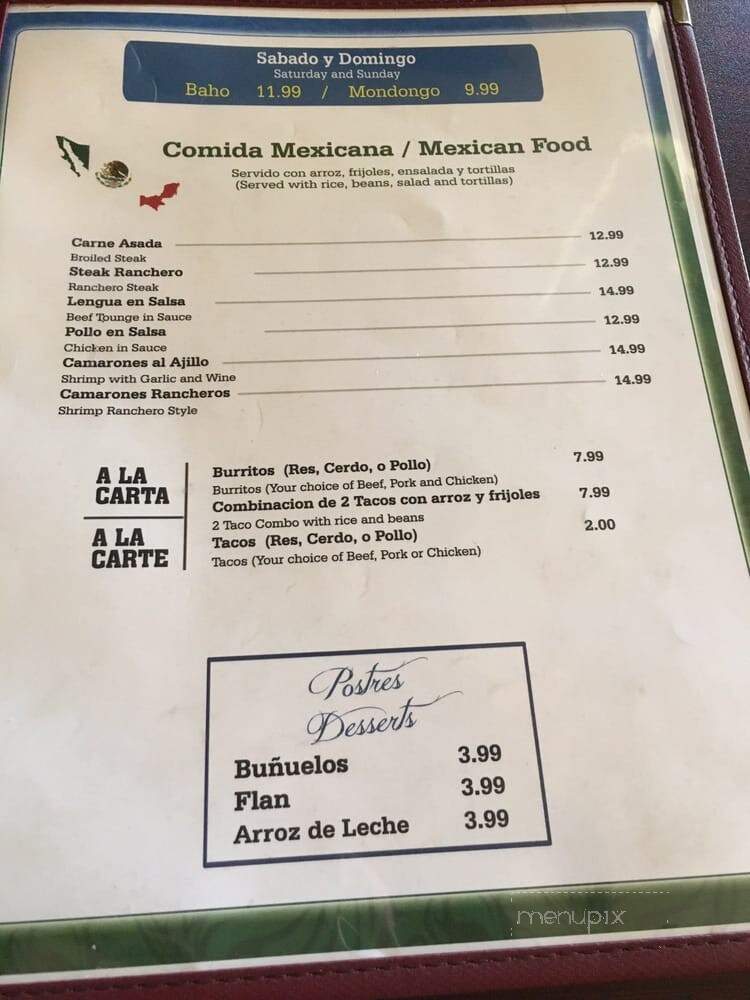 Sabado y Domingo
Saturday and Sunday
Baho 11.99 / Mondongo 9.99
Comida Mexicana / Mexican Food
Servido con arroz, frijoles, ensalada y tortillas
(Served with rice, beans, salad and tortillas)
Carne Asada 12.99
Broiled Steak
Steak Ranchero 12.99
Ranchero Steak
Lengua en Salsa 14.99
Beef Tounge in Sauce
Pollo en Salsa 12.99
Chicken in Sauce
Camarones al Ajillo 14.99
Shrimp with Garlic and Wine
Camarones Rancheros 14.99
Shrimp Ranchero Style
A LA
CARTA
A LA
CARTE
Burritos (Res, Cerdo, o Pollo) 7.99
Burritos (Your choice of Beef, Pork and Chicken)
Combinacion de 2 Tacos con arroz y frijoles 7.99
2 Taco Combo with rice and beans
Tacos (Res, Cerdo, o Pollo) 2.00
Tacos (Your choice of Beef, Pork or Chicken)
Postres
Desserts
Buñuelos 3.99
Flan 3.99
Arroz de Leche 3.99
menupix